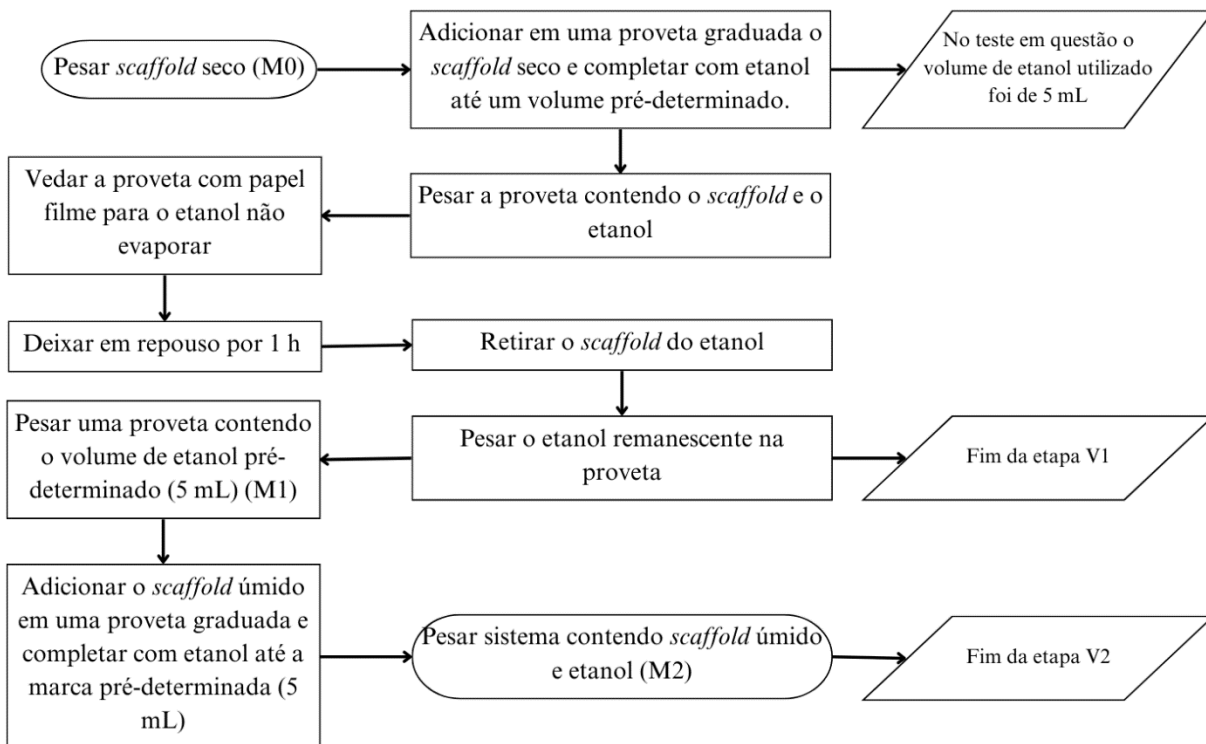 Pesar scaffold seco (M0)
Adicionar em uma proveta graduada o
scaffold seco e completar com etanol
até um volume pré-determinado.
No teste em questão o
volume de etanol utilizado
foi de 5 mL
Pesar a proveta contendo o scaffold e o
etanol
Vedar a proveta com papel
filme para o etanol não
evaporar
Deixar em repouso por 1 h
Retirar o scaffold do etanol
Pesar o etanol remanescente na
proveta
Fim da etapa V1
Pesar uma proveta contendo
o volume de etanol pré-
determinado (5 mL) (M1)
Adicionar o scaffold úmido
em uma proveta graduada e
completar com etanol até a
marca pré-determinada (5
mL)
Pesar sistema contendo scaffold úmido
e etanol (M2)
Fim da etapa V2